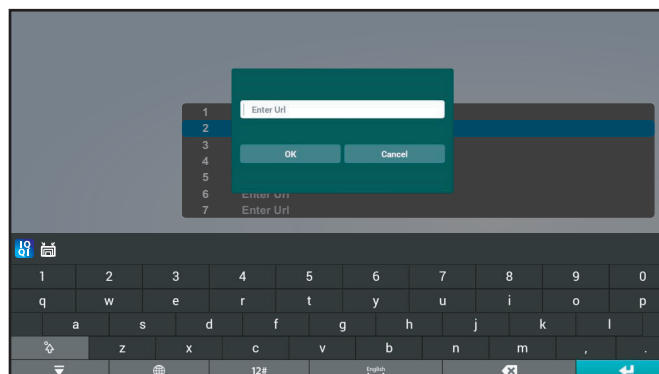 1
Enter Url
2
3
OK
Cancel
4
5
6
Enter Url
7
Enter Url
IQQI
1 2 3 4 5 6 7 8 9 0
q w e r t y u i o p
a s d f g h j k l
z x c v b n m , .
12# English